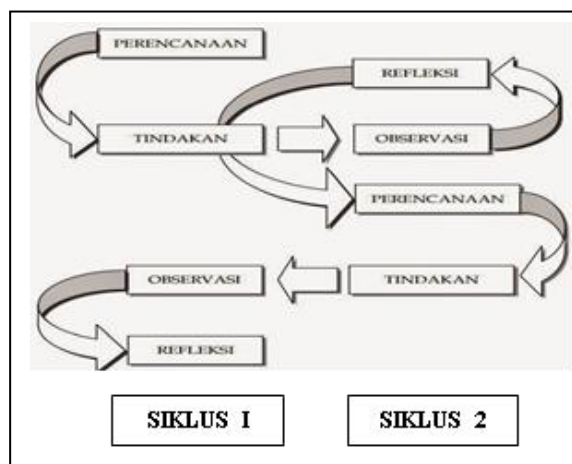 PERENCANAAN
REFLEKSI
TINDAKAN
OBSERVASI
PERENCANAAN
OBSERVASI
TINDAKAN
REFLEKSI
SIKLUS I
SIKLUS 2